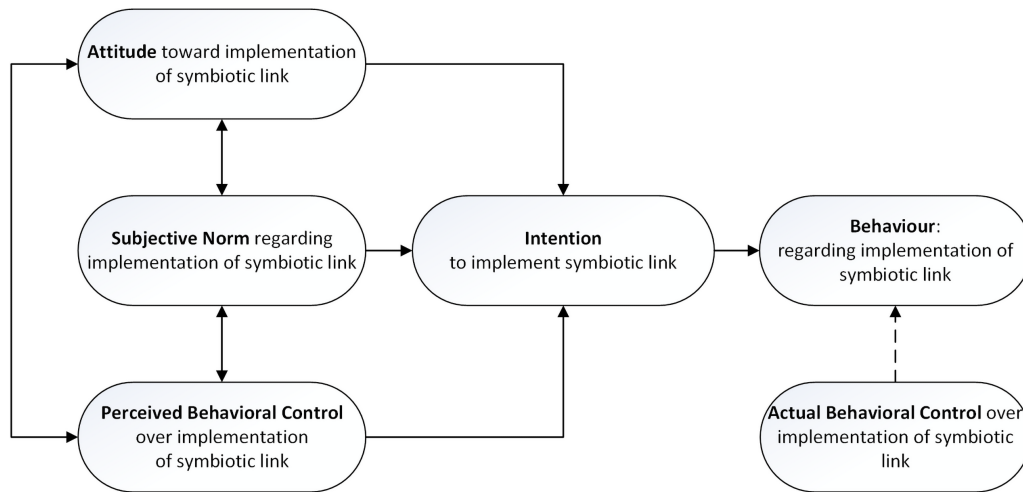 Attitude toward implementation
of symbiotic link
Subjective Norm regarding
implementation of symbiotic link
Intention
to implement symbiotic link
Behaviour:
regarding implementation of
symbiotic link
Perceived Behavioral Control
over implementation
of symbiotic link
Actual Behavioral Control over
implementation of symbiotic
link